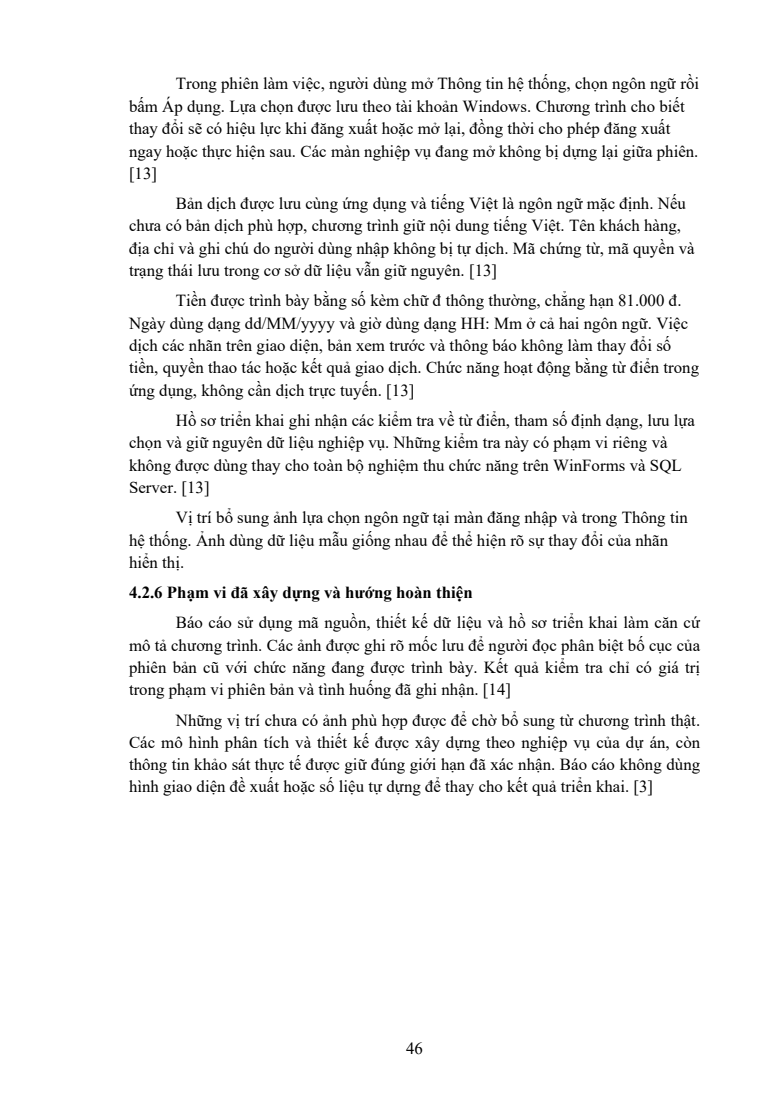 Trong phiên làm việc, người dùng mở Thông tin hệ thống, chọn ngôn ngữ rồi
bấm Áp dụng. Lựa chọn được lưu theo tài khoản Windows. Chương trình cho biết
thay đổi sẽ có hiệu lực khi đăng xuất hoặc mở lại, đồng thời cho phép đăng xuất
ngay hoặc thực hiện sau. Các màn nghiệp vụ đang mở không bị dựng lại giữa phiên.
[13]
Bản dịch được lưu cùng ứng dụng và tiếng Việt là ngôn ngữ mặc định. Nếu
chưa có bản dịch phù hợp, chương trình giữ nội dung tiếng Việt. Tên khách hàng,
địa chỉ và ghi chú do người dùng nhập không bị tự dịch. Mã chứng từ, mã quyền và
trạng thái lưu trong cơ sở dữ liệu vẫn giữ nguyên. [13]
Tiền được trình bày bằng số kèm chữ đ thông thường, chẳng hạn 81.000 đ.
Ngày dùng dạng dd/MM/yyyy và giờ dùng dạng HH: Mm ở cả hai ngôn ngữ. Việc
dịch các nhãn trên giao diện, bản xem trước và thông báo không làm thay đổi số
tiền, quyền thao tác hoặc kết quả giao dịch. Chức năng hoạt động bằng từ điển trong
ứng dụng, không cần dịch trực tuyến. [13]
Hồ sơ triển khai ghi nhận các kiểm tra về từ điển, tham số định dạng, lưu lựa
chọn và giữ nguyên dữ liệu nghiệp vụ. Những kiểm tra này có phạm vi riêng và
không được dùng thay cho toàn bộ nghiệm thu chức năng trên WinForms và SQL
Server. [13]
Vị trí bổ sung ảnh lựa chọn ngôn ngữ tại màn đăng nhập và trong Thông tin
hệ thống. Ảnh dùng dữ liệu mẫu giống nhau để thể hiện rõ sự thay đổi của nhãn
hiển thị.
4.2.6 Phạm vi đã xây dựng và hướng hoàn thiện
Báo cáo sử dụng mã nguồn, thiết kế dữ liệu và hồ sơ triển khai làm căn cứ
mô tả chương trình. Các ảnh được ghi rõ mốc lưu để người đọc phân biệt bố cục của
phiên bản cũ với chức năng đang được trình bày. Kết quả kiểm tra chỉ có giá trị
trong phạm vi phiên bản và tình huống đã ghi nhận. [14]
Những vị trí chưa có ảnh phù hợp được để chờ bổ sung từ chương trình thật.
Các mô hình phân tích và thiết kế được xây dựng theo nghiệp vụ của dự án, còn
thông tin khảo sát thực tế được giữ đúng giới hạn đã xác nhận. Báo cáo không dùng
hình giao diện đề xuất hoặc số liệu tự dựng để thay cho kết quả triển khai. [3]
46